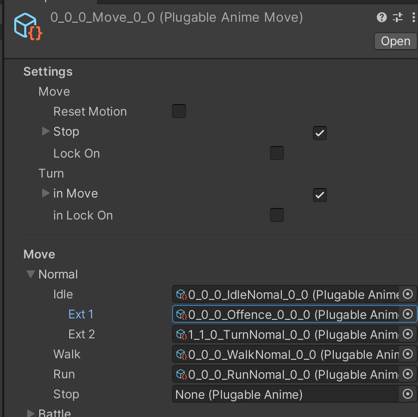 0_0_0_Move_0_0 (Plugable Anime Move)
Open
Settings
Move
Reset Motion
Stop
Lock On
Turn
in Move
in Lock On
Move
Normal
Idle 0_0_0_IdleNomal_0_0 (Plugable Anime
Ext 1 0_0_0_Offence_0_0_0 (Plugable Anim
Ext 2 1_1_0_TurnNomal_0_0 (Plugable Anim
Walk 0_0_0_WalkNomal_0_0 (Plugable Anim
Run 0_0_0_RunNomal_0_0 (Plugable Anime
Stop None (Plugable Anime)
Battle